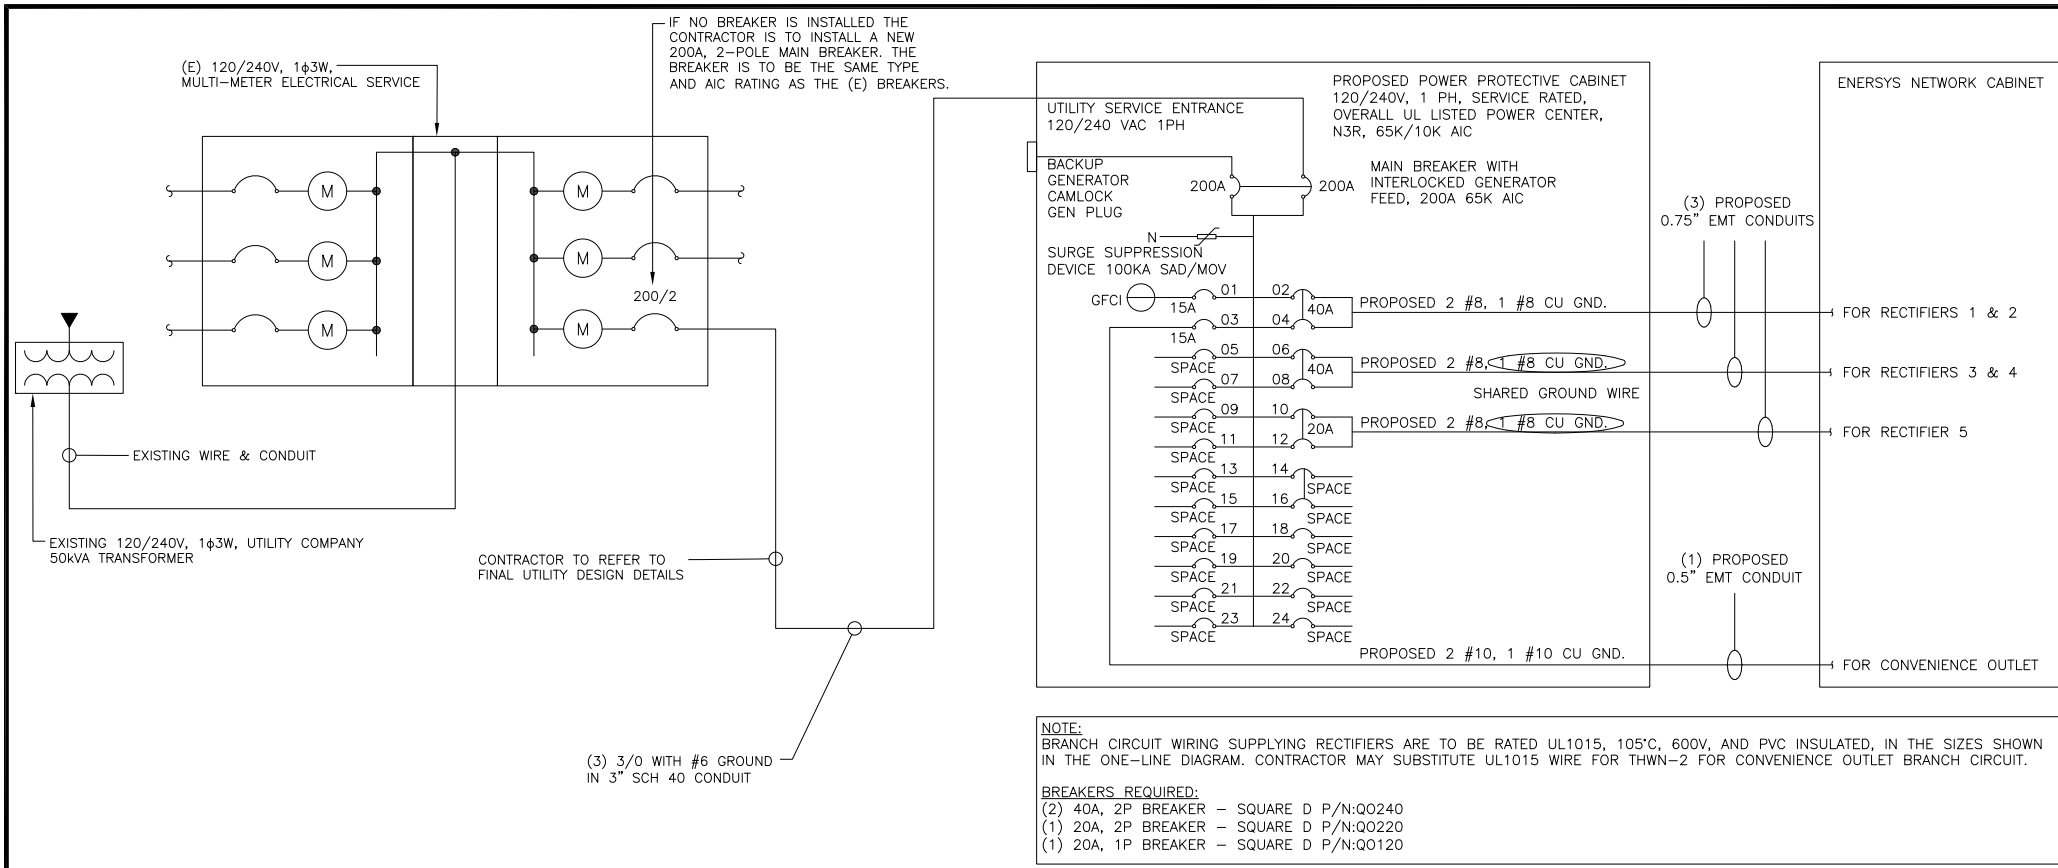 IF NO BREAKER IS INSTALLED THE
CONTRACTOR IS TO INSTALL A NEW
200A, 2-POLE MAIN BREAKER. THE
BREAKER IS TO BE THE SAME TYPE
AND AIC RATING AS THE (E) BREAKERS.
(E) 120/240V, 1ϕ3W,
MULTI-METER ELECTRICAL SERVICE
M
M
M
M
M
M
200/2
EXISTING WIRE & CONDUIT
EXISTING 120/240V, 1ϕ3W, UTILITY COMPANY
50kVA TRANSFORMER
CONTRACTOR TO REFER TO
FINAL UTILITY DESIGN DETAILS
(3) 3/0 WITH #6 GROUND
IN 3" SCH 40 CONDUIT
UTILITY SERVICE ENTRANCE
120/240 VAC 1PH
PROPOSED POWER PROTECTIVE CABINET
120/240V, 1 PH, SERVICE RATED,
OVERALL UL LISTED POWER CENTER,
N3R, 65K/10K AIC
BACKUP
GENERATOR
CAMLOCK
GEN PLUG
200A
200A
MAIN BREAKER WITH
INTERLOCKED GENERATOR
FEED, 200A 65K AIC
N
SURGE SUPPRESSION
DEVICE 100KA SAD/MOV
GFCI
15A
01 02
40A
PROPOSED 2 #8, 1 #8 CU GND.
15A
03 04
SPACE
05 06
40A
PROPOSED 2 #8, 1 #8 CU GND.
SPACE
07 08
SHARED GROUND WIRE
SPACE
09 10
20A
PROPOSED 2 #8, 1 #8 CU GND.
SPACE
11 12
SPACE
13 14
SPACE
SPACE
15 16
SPACE
SPACE
17 18
SPACE
SPACE
19 20
SPACE
SPACE
21 22
SPACE
SPACE
23 24
SPACE
PROPOSED 2 #10, 1 #10 CU GND.
(3) PROPOSED
0.75" EMT CONDUITS
(1) PROPOSED
0.5" EMT CONDUIT
ENERSYS NETWORK CABINET
FOR RECTIFIERS 1 & 2
FOR RECTIFIERS 3 & 4
FOR RECTIFIER 5
FOR CONVENIENCE OUTLET
NOTE:
BRANCH CIRCUIT WIRING SUPPLYING RECTIFIERS ARE TO BE RATED UL1015, 105°C, 600V, AND PVC INSULATED, IN THE SIZES SHOWN
IN THE ONE-LINE DIAGRAM. CONTRACTOR MAY SUBSTITUTE UL1015 WIRE FOR THWN-2 FOR CONVENIENCE OUTLET BRANCH CIRCUIT.
BREAKERS REQUIRED:
(2) 40A, 2P BREAKER - SQUARE D P/N:QO240
(1) 20A, 2P BREAKER - SQUARE D P/N:QO220
(1) 20A, 1P BREAKER - SQUARE D P/N:QO120